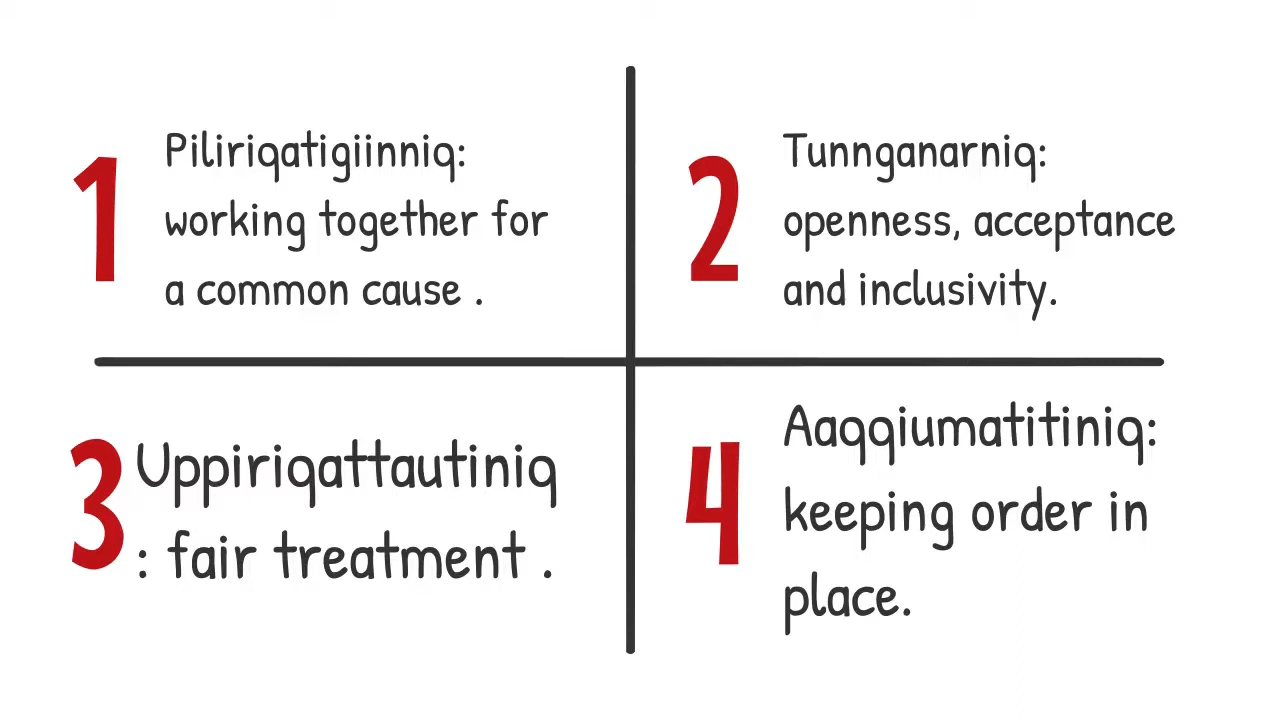 1
Piliriqatigiinniq:
working together for
a common cause .
2
Tunnganarniq:
openness, acceptance
and inclusivity.
3
Uppiriqattautiniq
: fair treatment .
4
Aaqqiumatitiniq:
keeping order in
place.